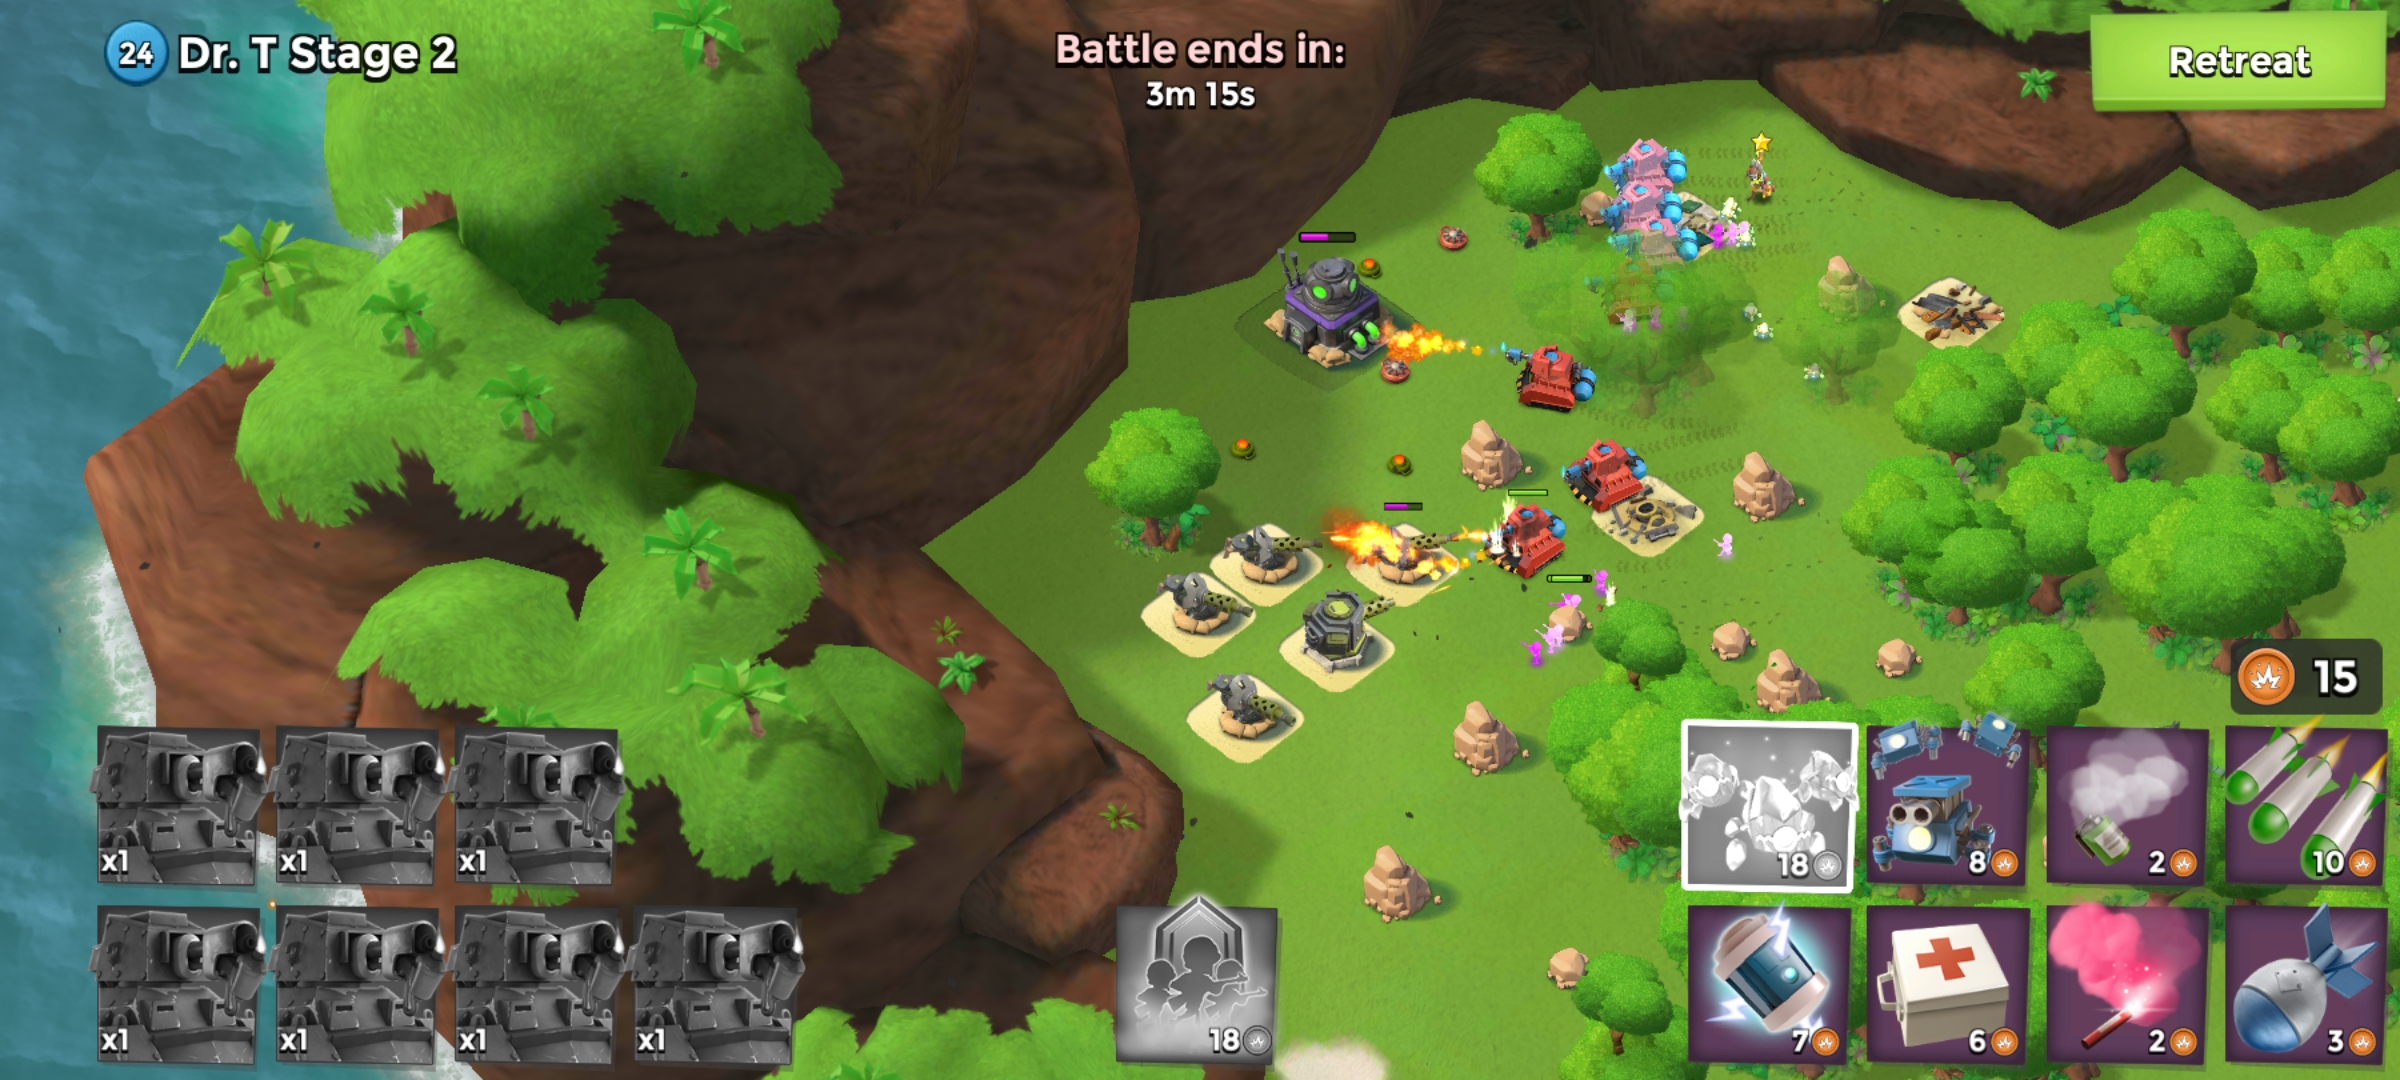 24 Dr. T Stage 2
Battle ends in:
3m 15s
Retreat
15
18
8
2
10
x1
x1
x1
7
6
2
3
x1
x1
x1
x1
18